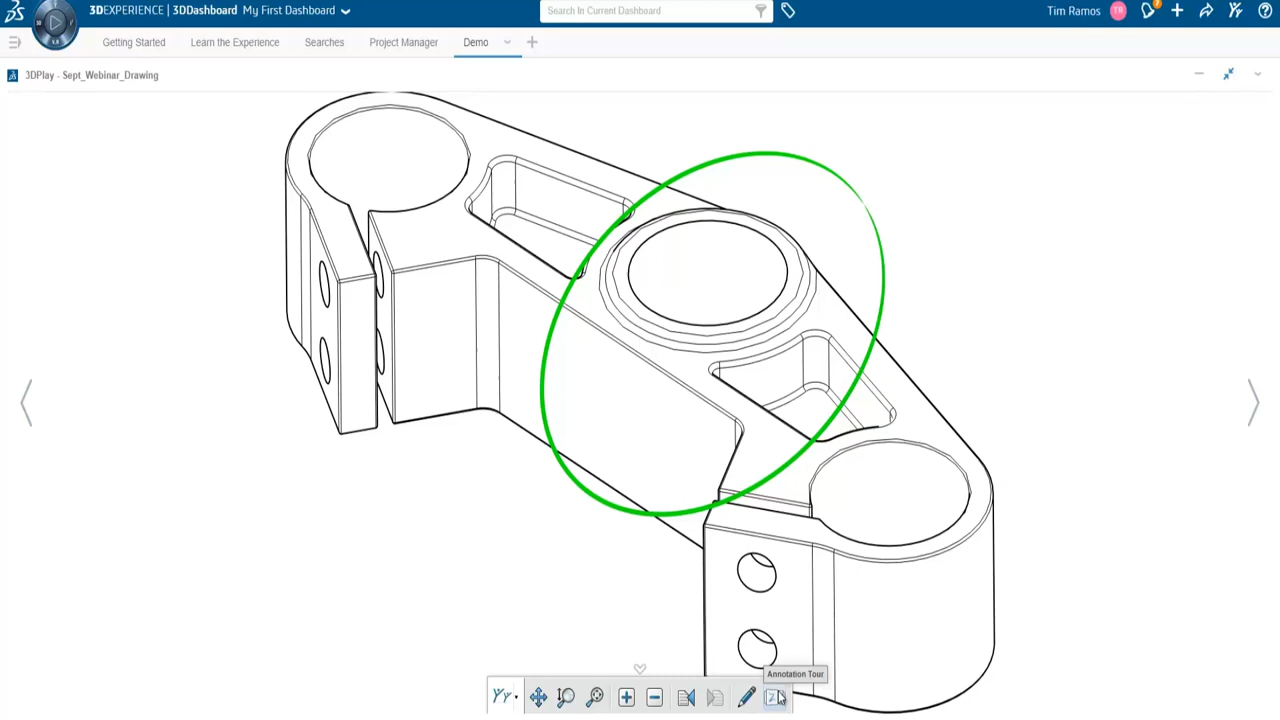 3DEXPERIENCE | 3DDashboard My First Dashboard
Search In Current Dashboard
Tim Ramos
TR
Getting Started
Learn the Experience
Searches
Project Manager
Demo
3DPlay - Sept_Webinar_Drawing
Annotation Tour